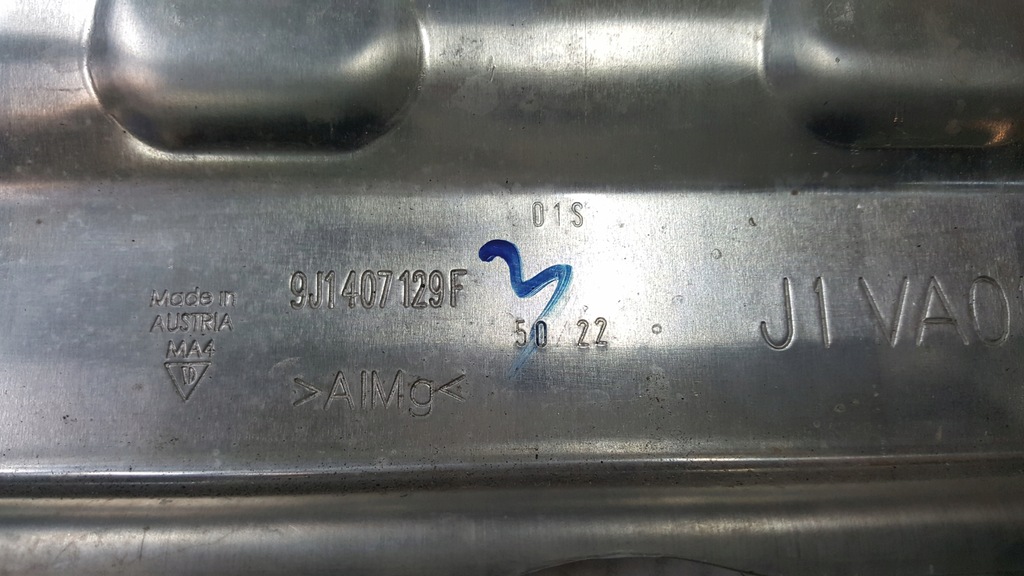 01S
9J1407129F
50 22
J1 VA0
Made in
AUSTRIA
MA4
>AlMg<